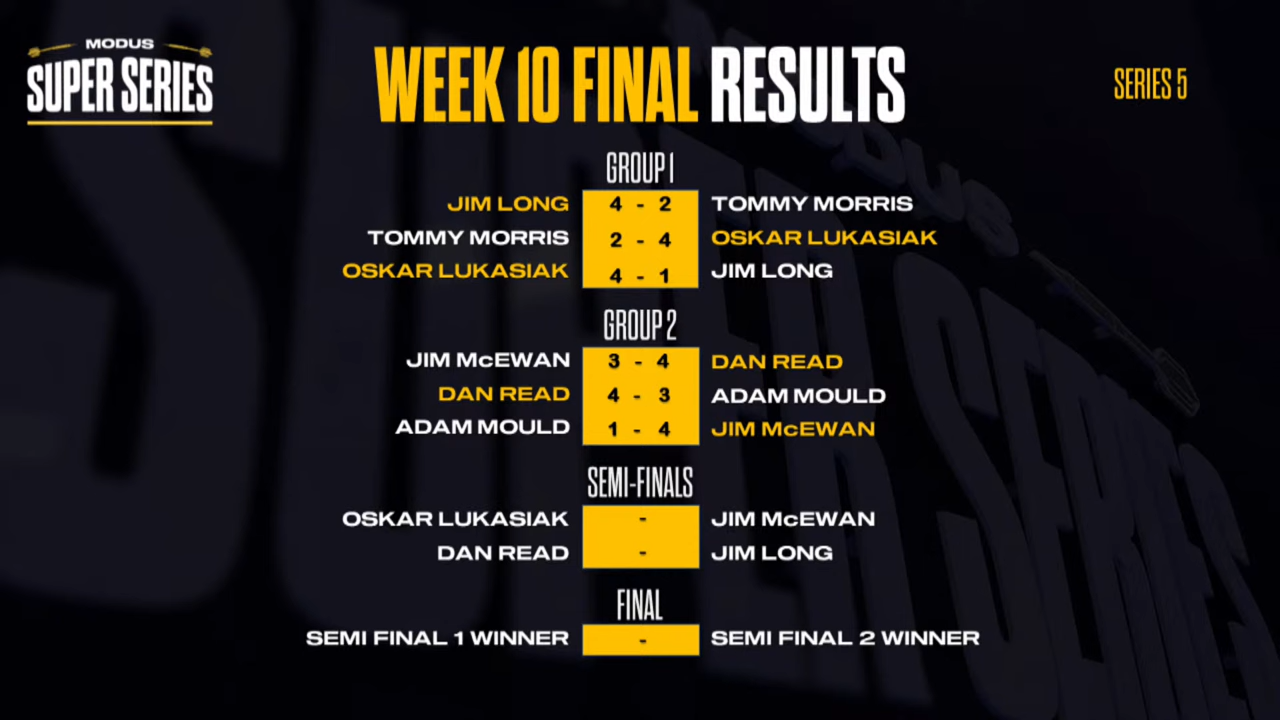 MODUS
SUPER SERIES
WEEK 10 FINAL RESULTS
SERIES 5
GROUP 1
JIM LONG 4 - 2 TOMMY MORRIS
TOMMY MORRIS 2 - 4 OSKAR LUKASIAK
OSKAR LUKASIAK 4 - 1 JIM LONG
GROUP 2
JIM McEWAN 3 - 4 DAN READ
DAN READ 4 - 3 ADAM MOULD
ADAM MOULD 1 - 4 JIM McEWAN
SEMI-FINALS
OSKAR LUKASIAK - JIM McEWAN
DAN READ - JIM LONG
FINAL
SEMI FINAL 1 WINNER - SEMI FINAL 2 WINNER